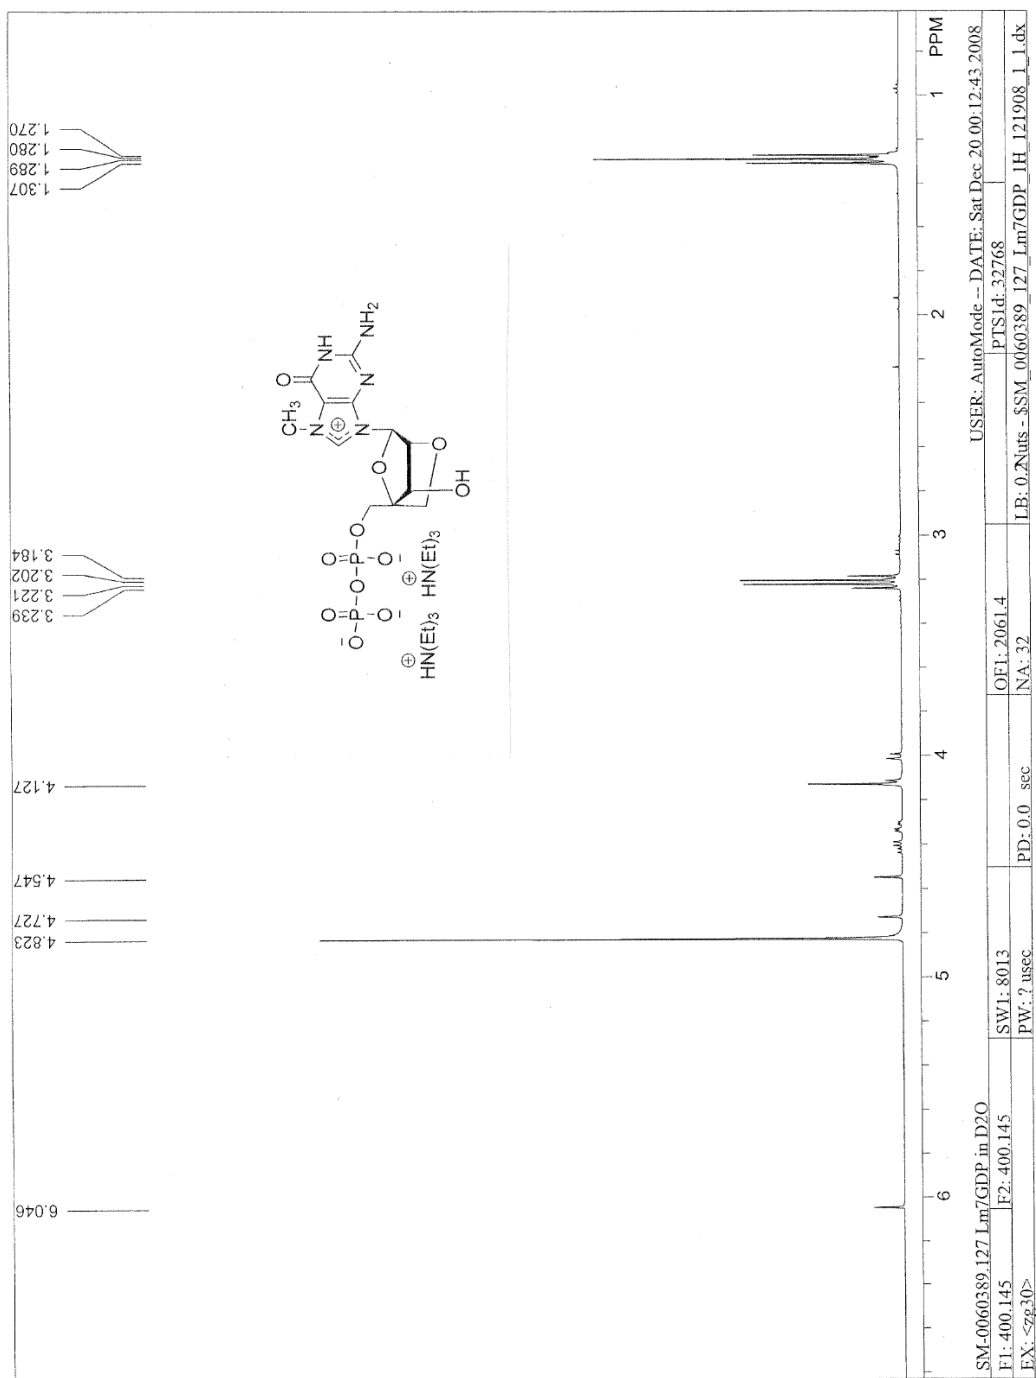 1.270
1.280
1.289
1.307
3.184
3.202
3.221
3.239
4.127
4.547
4.727
4.823
6.046
O
CH3
N
NH
N
NH2
N
⊕
O
O
OH
O
O
P
O
P
O
O
O-
O-
-O
⊕
HN(Et)3
⊕
HN(Et)3
PPM
1
2
3
4
5
6
SM-0060389.127 Lm7GDP in D2O
USER: AutoMode -- DATE: Sat Dec 20 00:12:43 2008
F1: 400.145
F2: 400.145
SW1: 8013
OF1: 2061.4
PTS1d: 32768
EX: <zg30>
PW: ? usec
PD: 0.0 sec
NA: 32
LB: 0.2
Nuts - $SM_0060389_127_Lm7GDP_1H_121908_1_1.dx